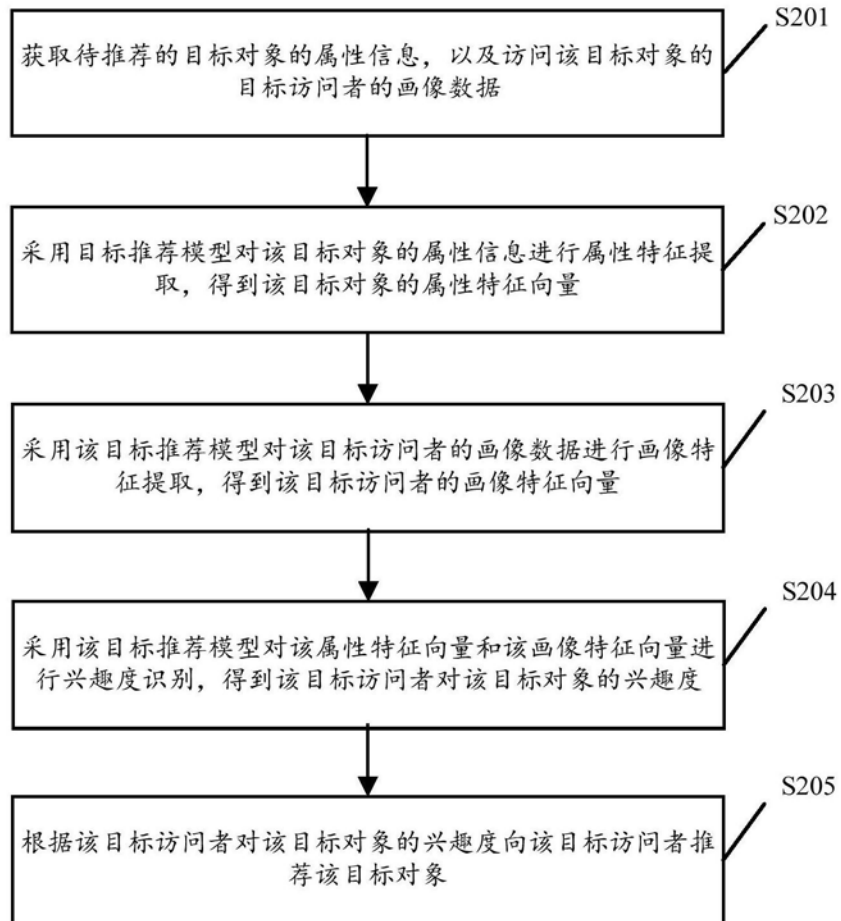 S201
获取待推荐的目标对象的属性信息，以及访问该目标对象的
目标访问者的画像数据
S202
采用目标推荐模型对该目标对象的属性信息进行属性特征提
取，得到该目标对象的属性特征向量
S203
采用该目标推荐模型对该目标访问者的画像数据进行画像特
征提取，得到该目标访问者的画像特征向量
S204
采用该目标推荐模型对该属性特征向量和该画像特征向量进
行兴趣度识别，得到该目标访问者对该目标对象的兴趣度
S205
根据该目标访问者对该目标对象的兴趣度向该目标访问者推
荐该目标对象